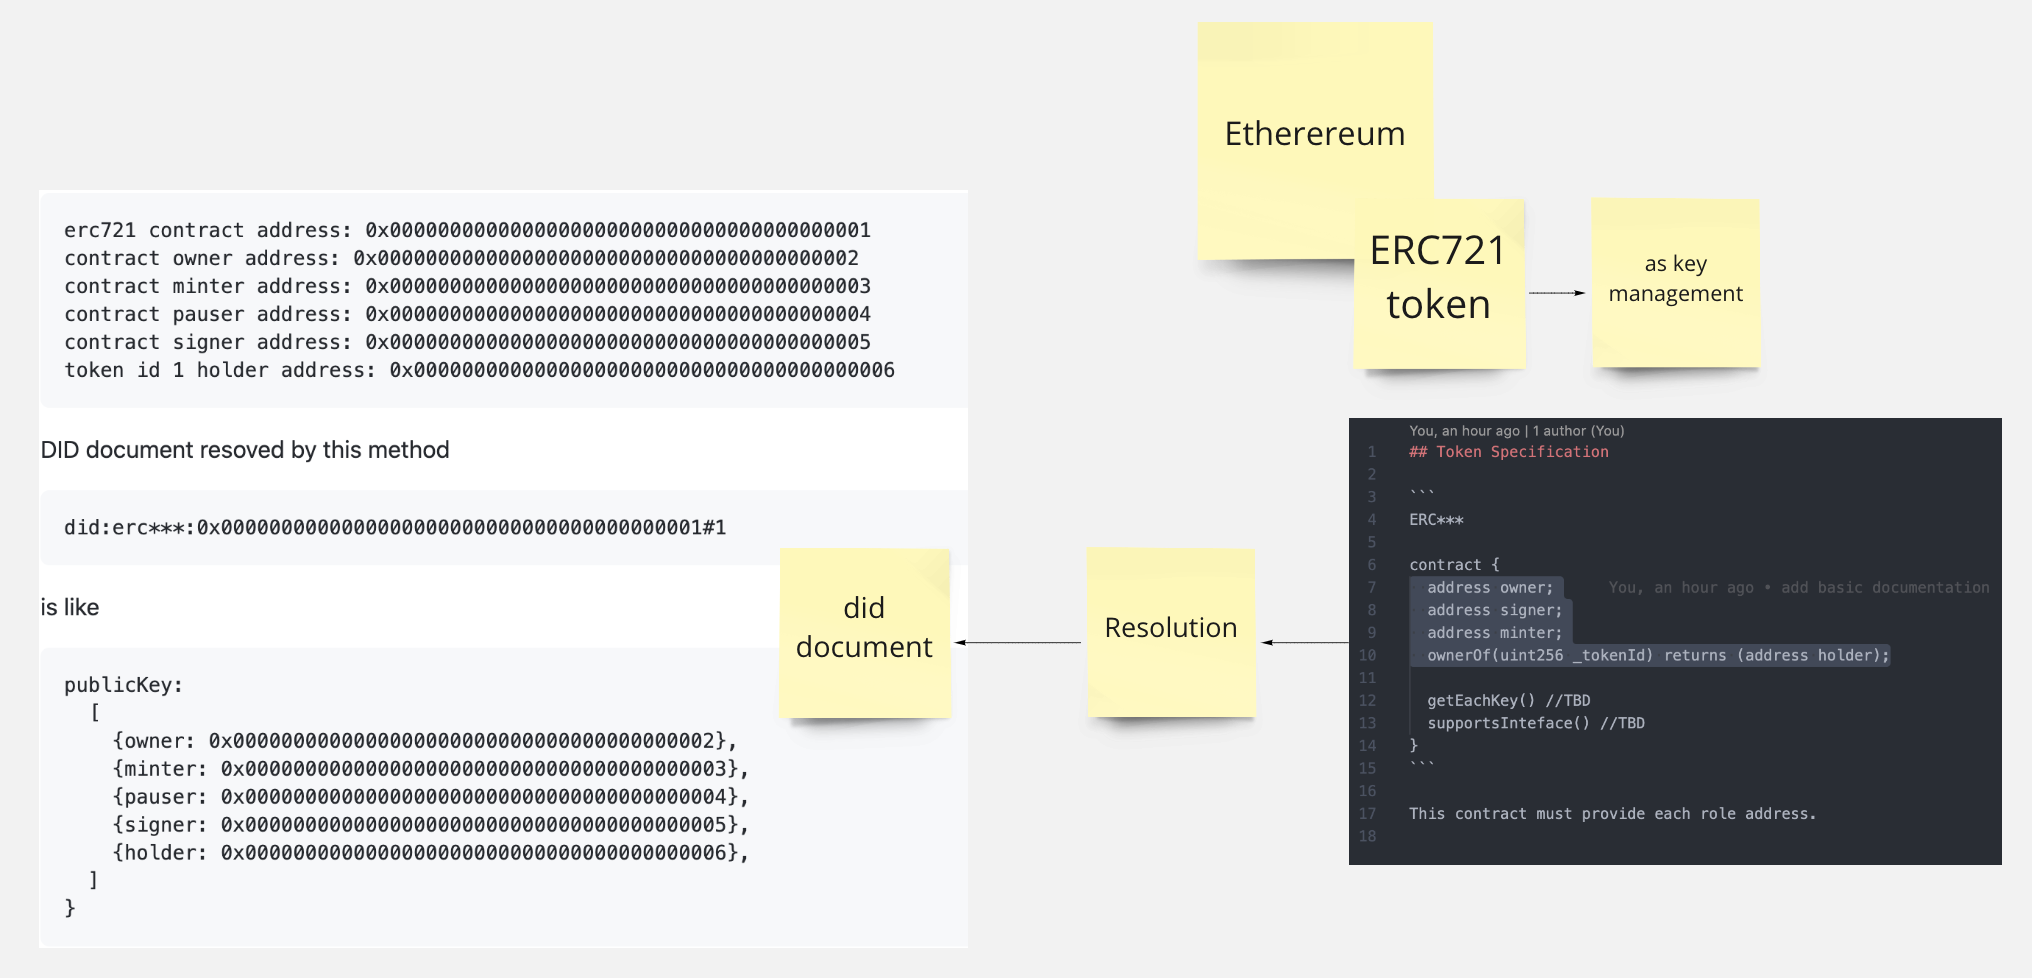 Etherereum
ERC721
token
as key
management
erc721 contract address: 0x0000000000000000000000000000000000000001
contract owner address: 0x0000000000000000000000000000000000000002
contract minter address: 0x0000000000000000000000000000000000000003
contract pauser address: 0x0000000000000000000000000000000000000004
contract signer address: 0x0000000000000000000000000000000000000005
token id 1 holder address: 0x0000000000000000000000000000000000000006
DID document resoved by this method
did:erc***:0x0000000000000000000000000000000000000001#1
is like
publicKey:
[
{owner: 0x0000000000000000000000000000000000000002},
{minter: 0x0000000000000000000000000000000000000003},
{pauser: 0x0000000000000000000000000000000000000004},
{signer: 0x0000000000000000000000000000000000000005},
{holder: 0x0000000000000000000000000000000000000006},
]
}
did
document
Resolution
You, an hour ago | 1 author (You)
1 ## Token Specification
2
3 ```
4 ERC***
5
6 contract {
7 address owner; You, an hour ago • add basic documentation
8 address signer;
9 address minter;
10 ownerOf(uint256 _tokenId) returns (address holder);
11
12 getEachKey() //TBD
13 supportsInteface() //TBD
14 }
15 ```
16
17 This contract must provide each role address.
18